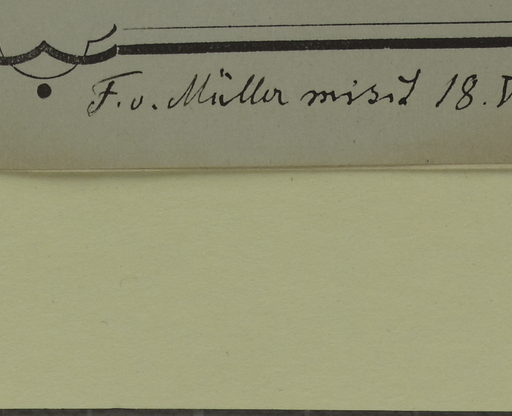 F. v. Müller misit 18. V